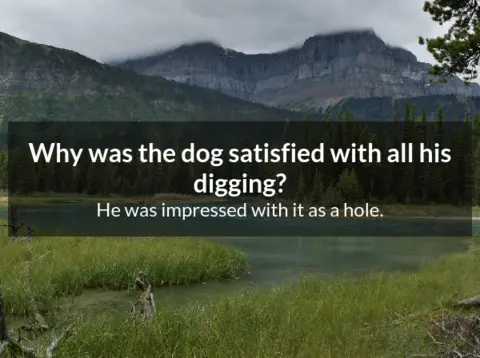 Why was the dog satisfied with all his
digging?
He was impressed with it as a hole.